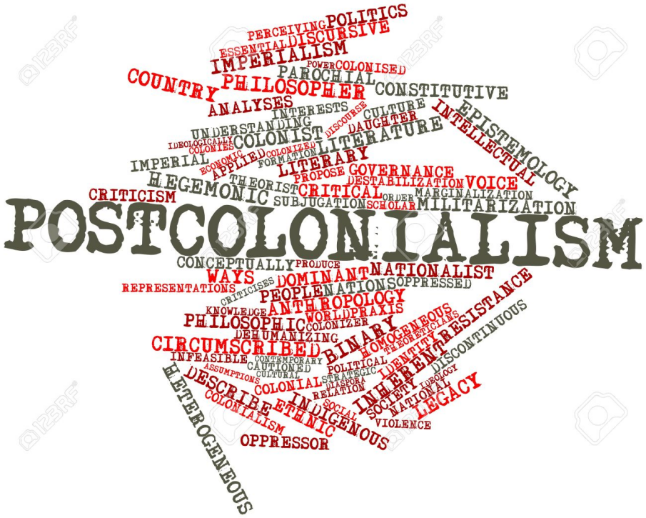 PERCEIVING POLITICS
ESSENTIAL DISCURSIVE
IMPERIALISM
POWER COLONISED
COUNTRY PHILOSOPHER
PAROCHIAL CONSTITUTIVE
ANALYSES
INTERESTS CULTURE
EPISTEMOLOGY
INTELLECTUAL
UNDERSTANDING
DISCOURSE DAUGHTER
IDEOLOGICALLY COLONIST LITERATURE
COLONIES
IMPERIAL ECONOMIC APPLIED COLONIZED FORMATION
LITERARY
PROPOSE GOVERNANCE
HEGEMONIC THEORIST DESTABILIZATION VOICE
CRITICISM CRITICAL ORDER MARGINALIZATION
SUBJUGATION SCHOLAR MILITARIZATION
POSTCOLONIALISM
CONCEPTUALLY PRODUCE
WAYS CRITICISES DOMINANT NATIONALIST
REPRESENTATIONS PEOPLE NATIONS OPPRESSED
KNOWLEDGE ANTHROPOLOGY
PHILOSOPHIC COLONIZER WORLD PRAXIS
DEHUMANIZING BINARY HOMOGENEOUS
CIRCUMSCRIBED
INHERENT RESISTANCE
DISCONTINUOUS
INFEASIBLE CONTEMPORARY POLITICAL IDENTITY
ASSUMPTIONS CAUTIONED STRATEGIC
CULTURAL
HETEROGENEOUS DESCRIBE COLONIAL DIASPORA SOCIETY
RELATION NATIONAL LEGACY
COLONIALISM ETHNIC INDIGENOUS SOCIAL VIOLENCE
OPPRESSOR
123RF